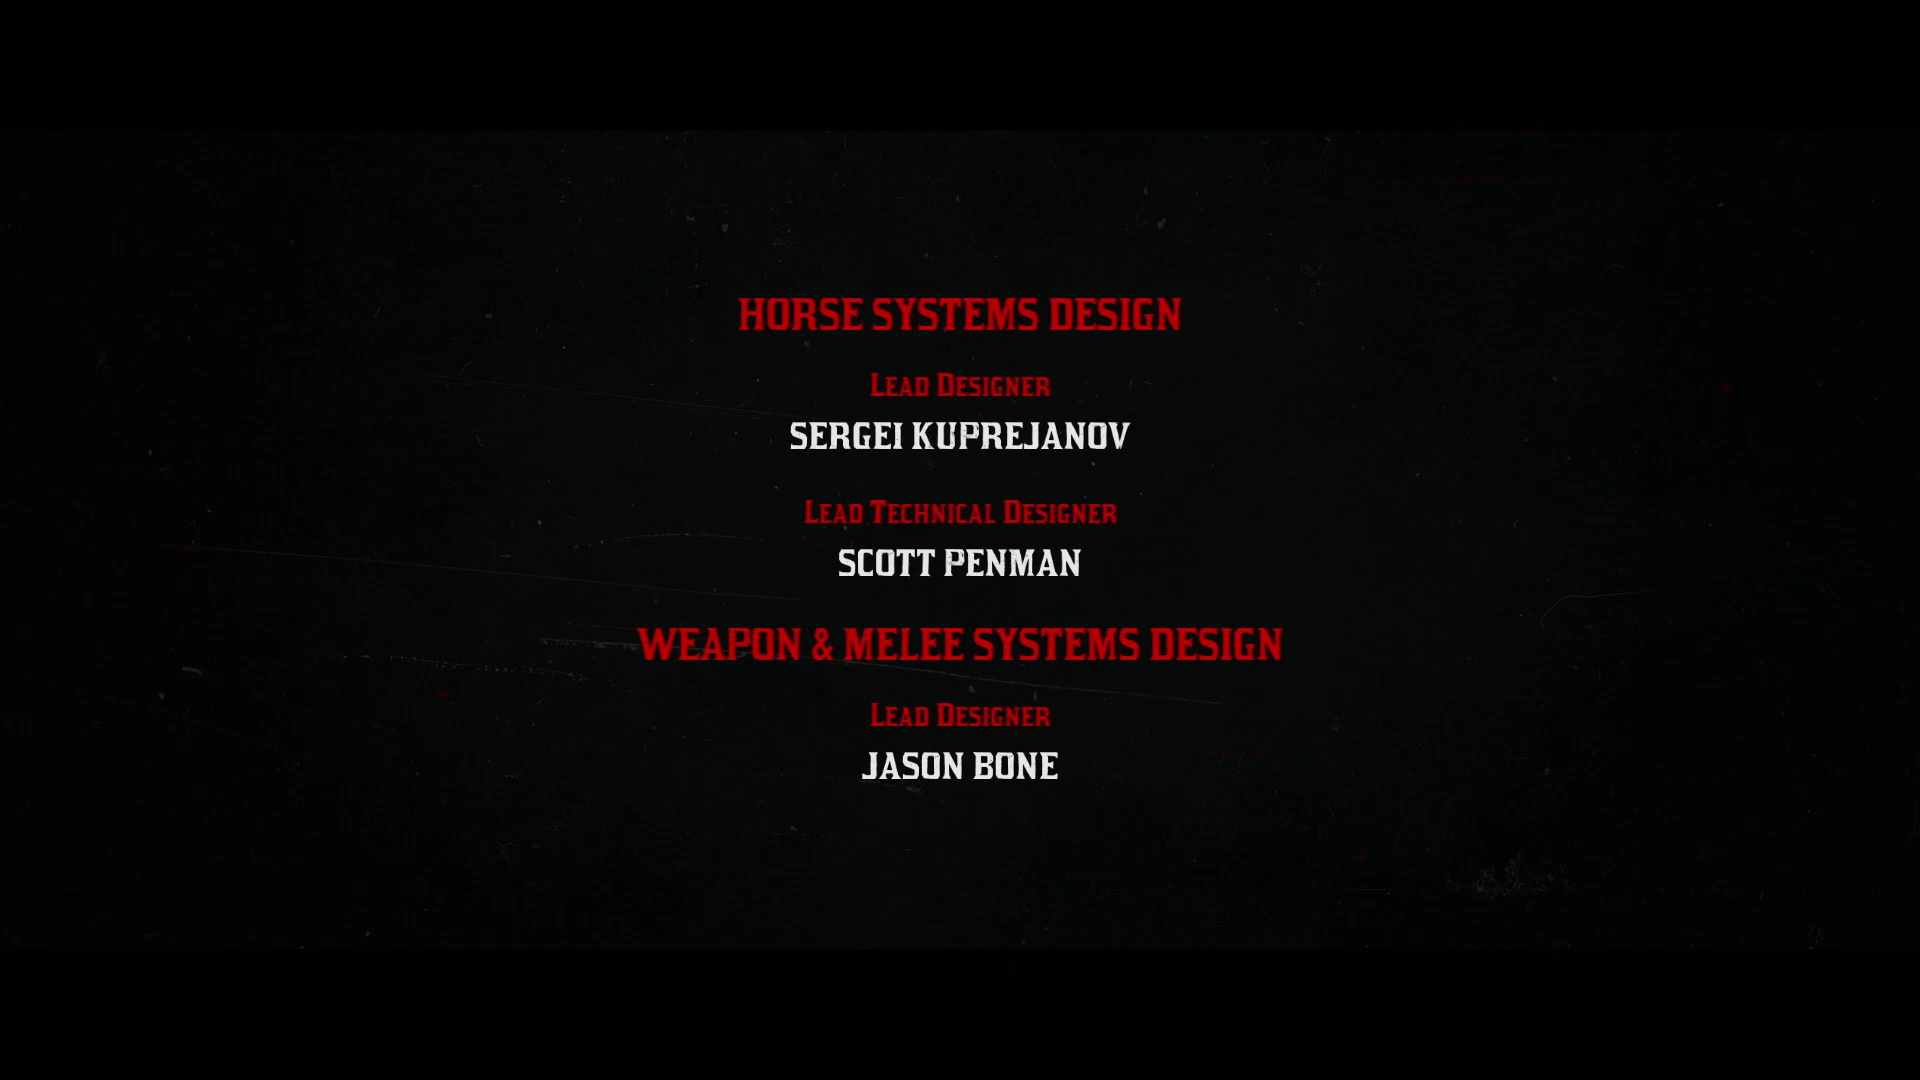 HORSE SYSTEMS DESIGN
LEAD DESIGNER
SERGEI KUPREJANOV
LEAD TECHNICAL DESIGNER
SCOTT PENMAN
WEAPON & MELEE SYSTEMS DESIGN
LEAD DESIGNER
JASON BONE